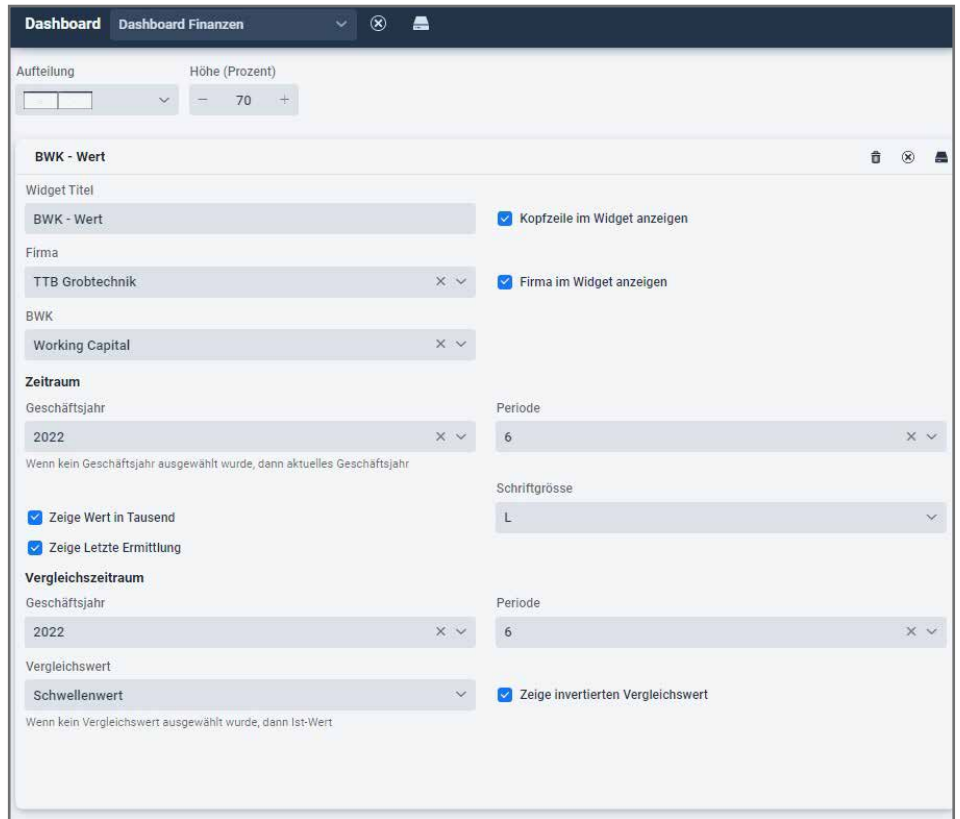 Dashboard Dashboard Finanzen
Aufteilung Höhe (Prozent)
70
BWK - Wert
Widget Titel
BWK - Wert Kopfzeile im Widget anzeigen
Firma
TTB Grobtechnik Firma im Widget anzeigen
BWK
Working Capital
Zeitraum
Geschäftsjahr Periode
2022 6
Wenn kein Geschäftsjahr ausgewählt wurde, dann aktuelles Geschäftsjahr
Schriftgrösse
Zeige Wert in Tausend L
Zeige Letzte Ermittlung
Vergleichszeitraum
Geschäftsjahr Periode
2022 6
Vergleichswert
Schwellenwert Zeige invertierten Vergleichswert
Wenn kein Vergleichswert ausgewählt wurde, dann Ist-Wert